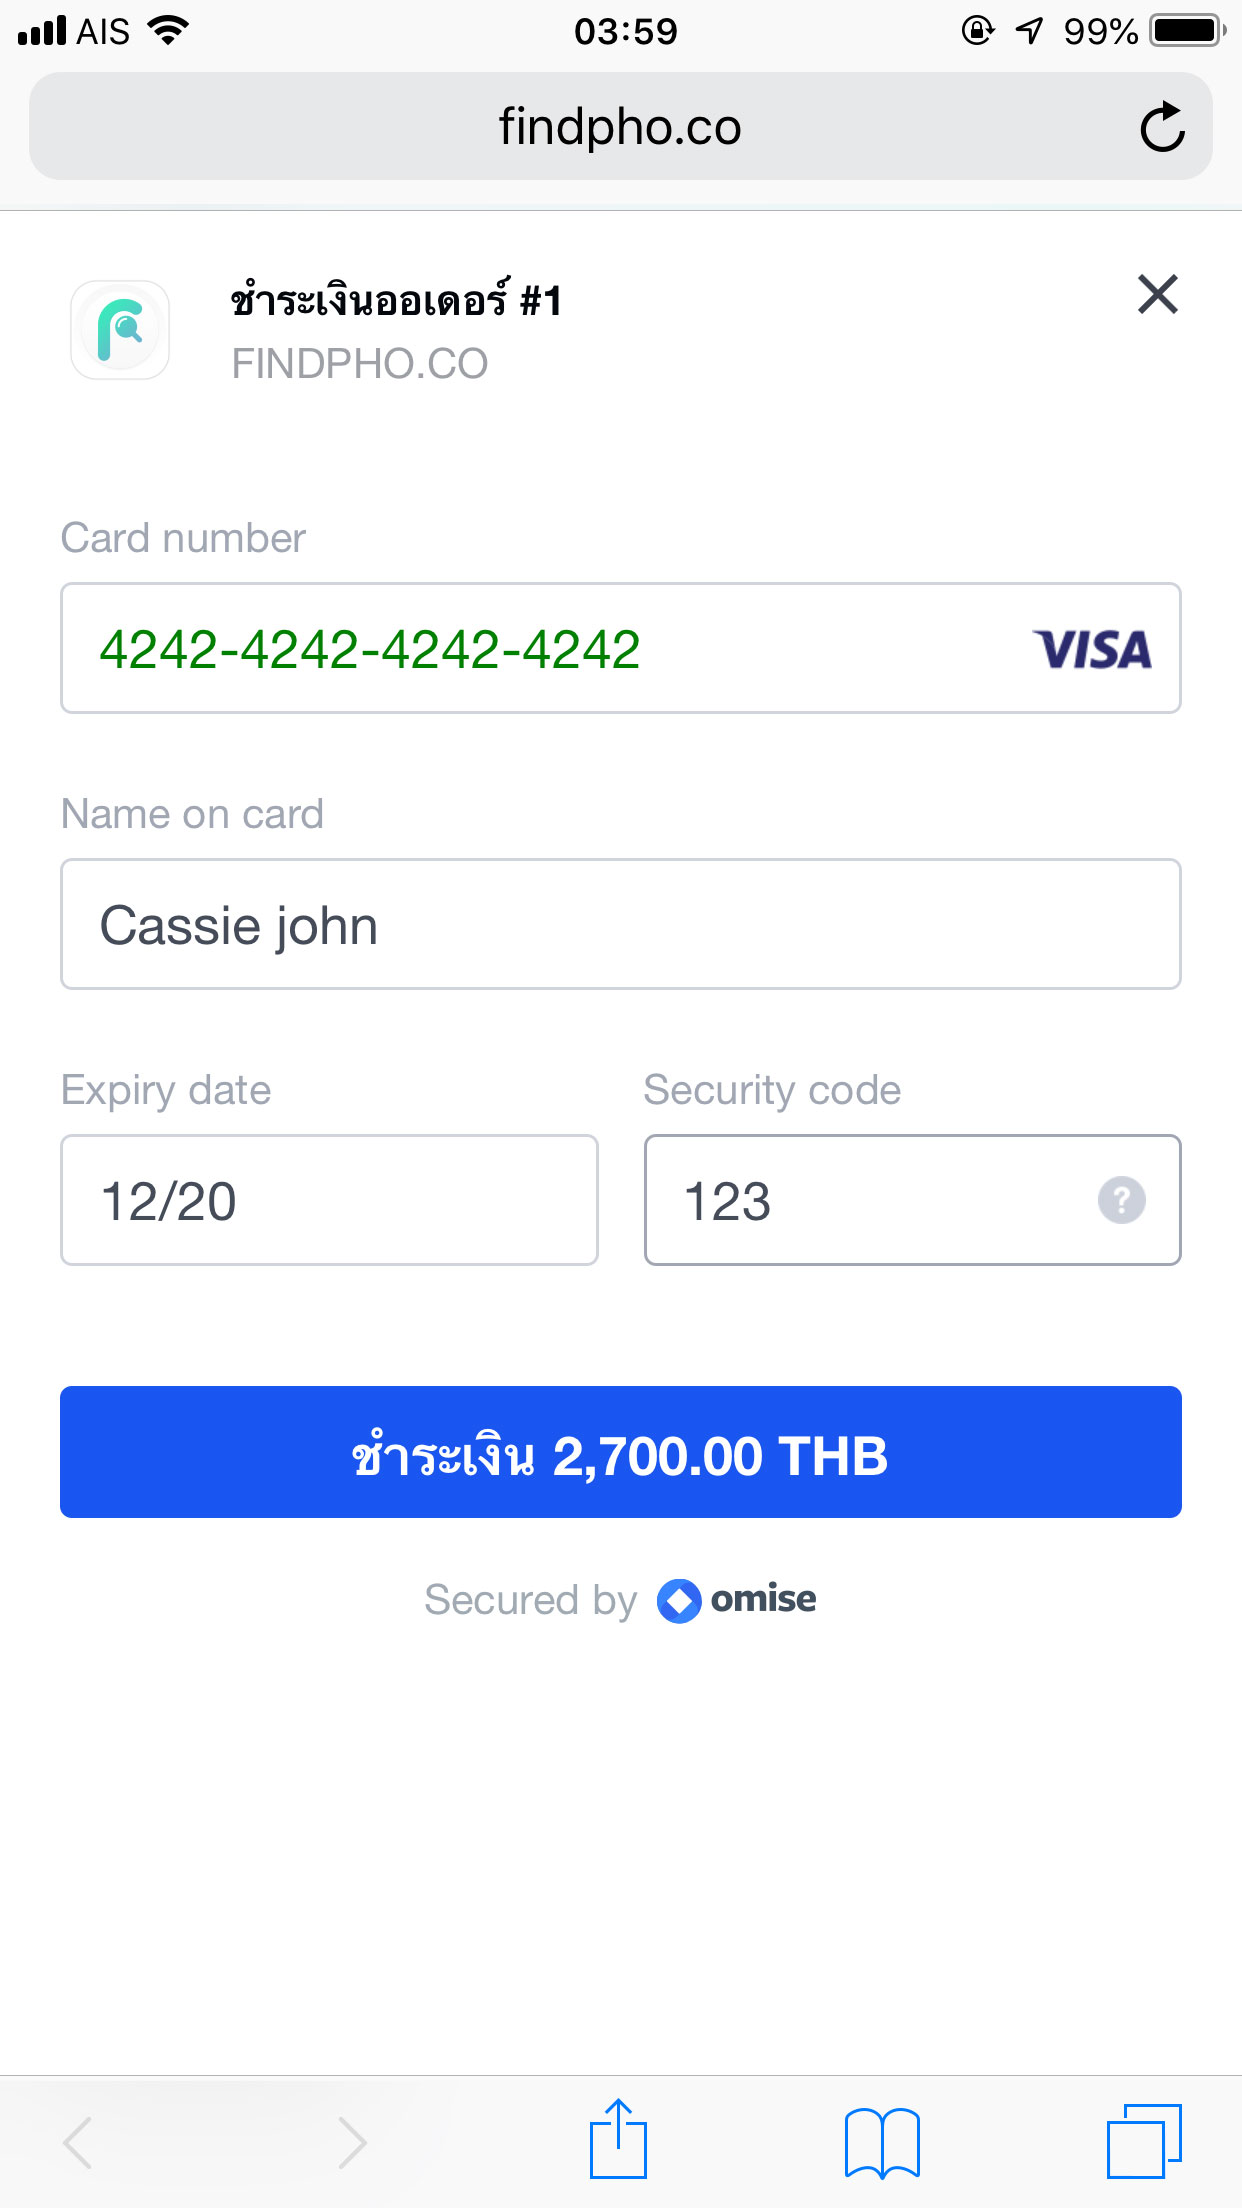 AIS 03:59 99%
findpho.co
ชำระเงินออเดอร์ #1
FINDPHO.CO
Card number
4242-4242-4242-4242 VISA
Name on card
Cassie john
Expiry date Security code
12/20 123 ?
ชำระเงิน 2,700.00 THB
Secured by omise